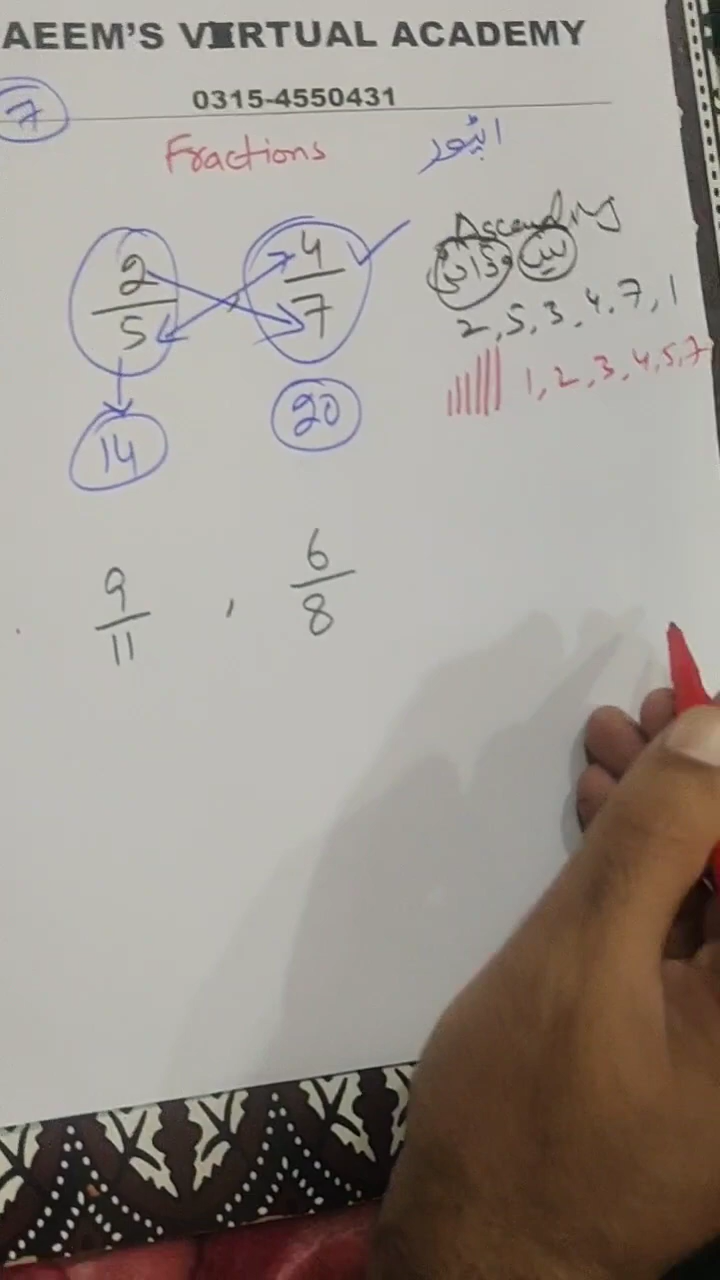 AEEM'S VIRTUAL ACADEMY
0315-4550431
7
Fractions
Ascending
2/5 4/7
2, 5, 3, 4, 7, 1
1, 2, 3, 4, 5, 7
14 20
9/11 , 6/8